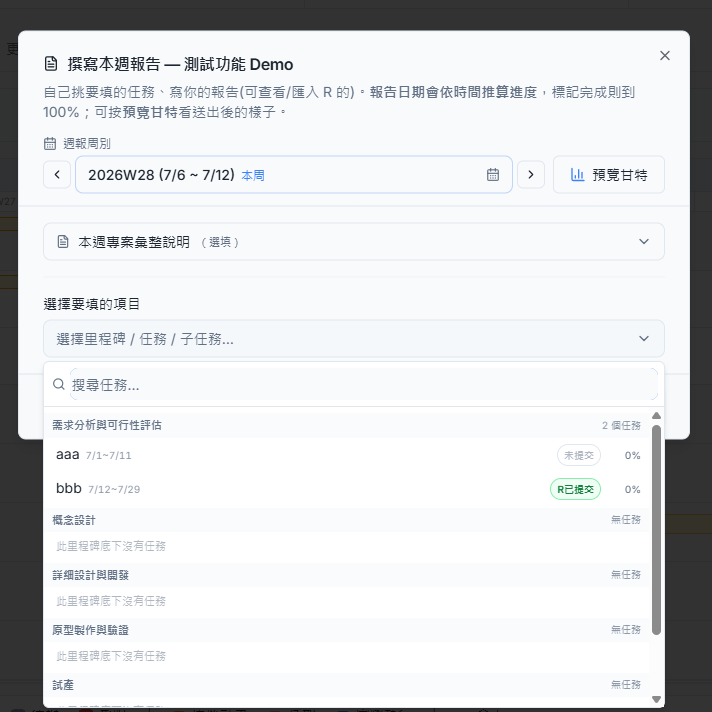 撰寫本週報告 — 測試功能 Demo
自己挑要填的任務、寫你的報告(可查看/匯入 R 的)。報告日期會依時間推算進度，標記完成則到
100%；可按預覽甘特看送出後的樣子。
週報周別
2026W28 (7/6 ~ 7/12) 本周
預覽甘特
本週專案彙整說明 （選填）
選擇要填的項目
選擇里程碑 / 任務 / 子任務...
搜尋任務...
需求分析與可行性評估 2 個任務
aaa 7/1~7/11 未提交 0%
bbb 7/12~7/29 R已提交 0%
概念設計 無任務
此里程碑底下沒有任務
詳細設計與開發 無任務
此里程碑底下沒有任務
原型製作與驗證 無任務
此里程碑底下沒有任務
試產 無任務